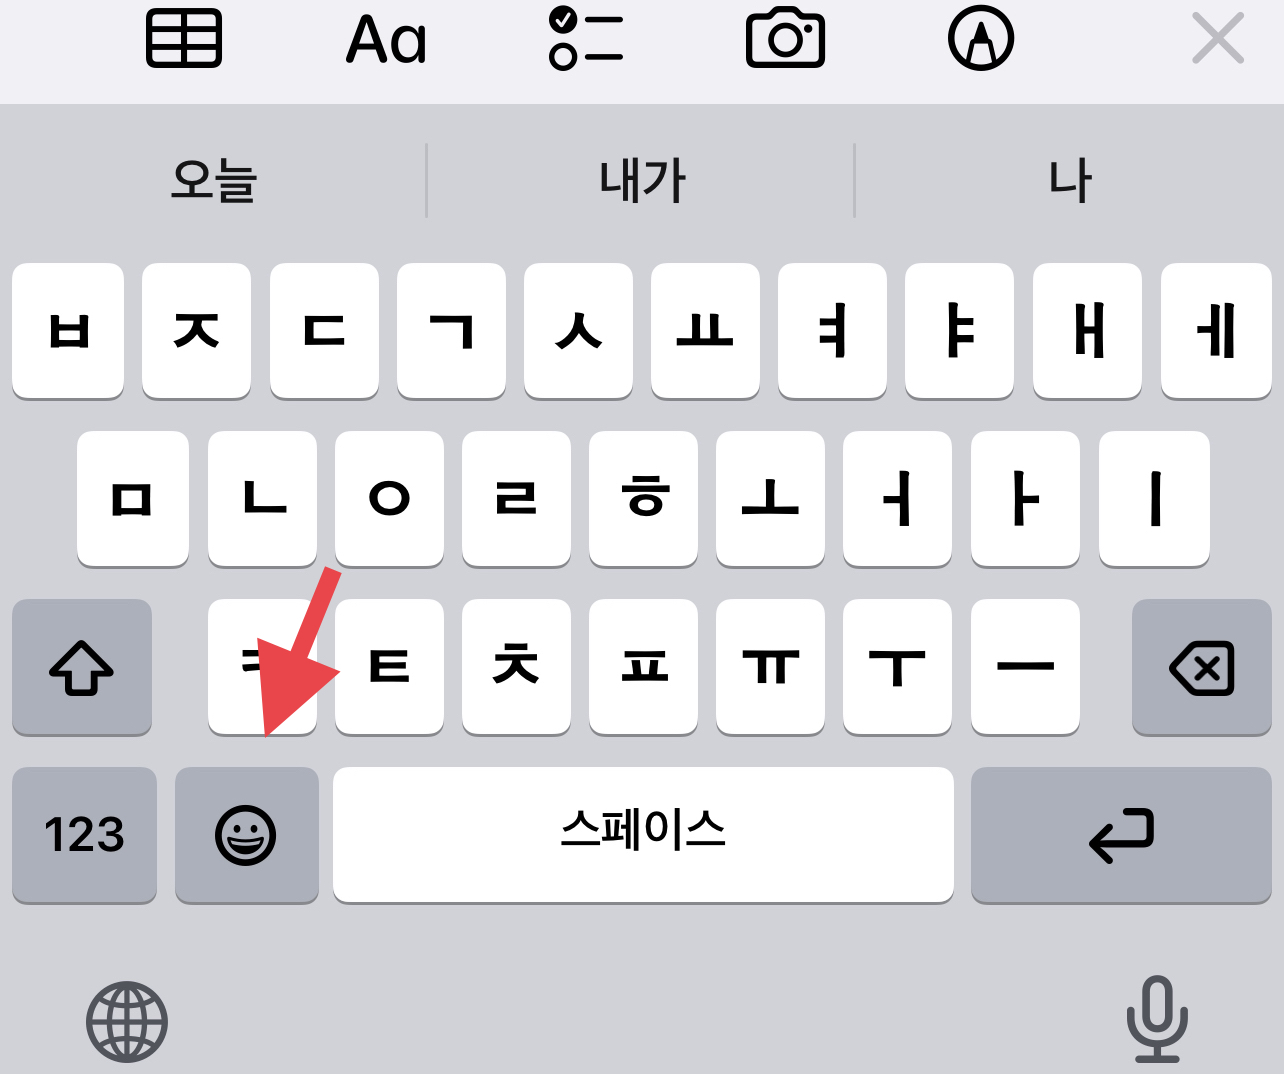 Aa
오늘 내가 나
ㅂ ㅈ ㄷ ㄱ ㅅ ㅛ ㅕ ㅑ ㅐ ㅔ
ㅁ ㄴ ㅇ ㄹ ㅎ ㅗ ㅓ ㅏ ㅣ
ㅌ ㅊ ㅍ ㅠ ㅜ ㅡ
123 스페이스